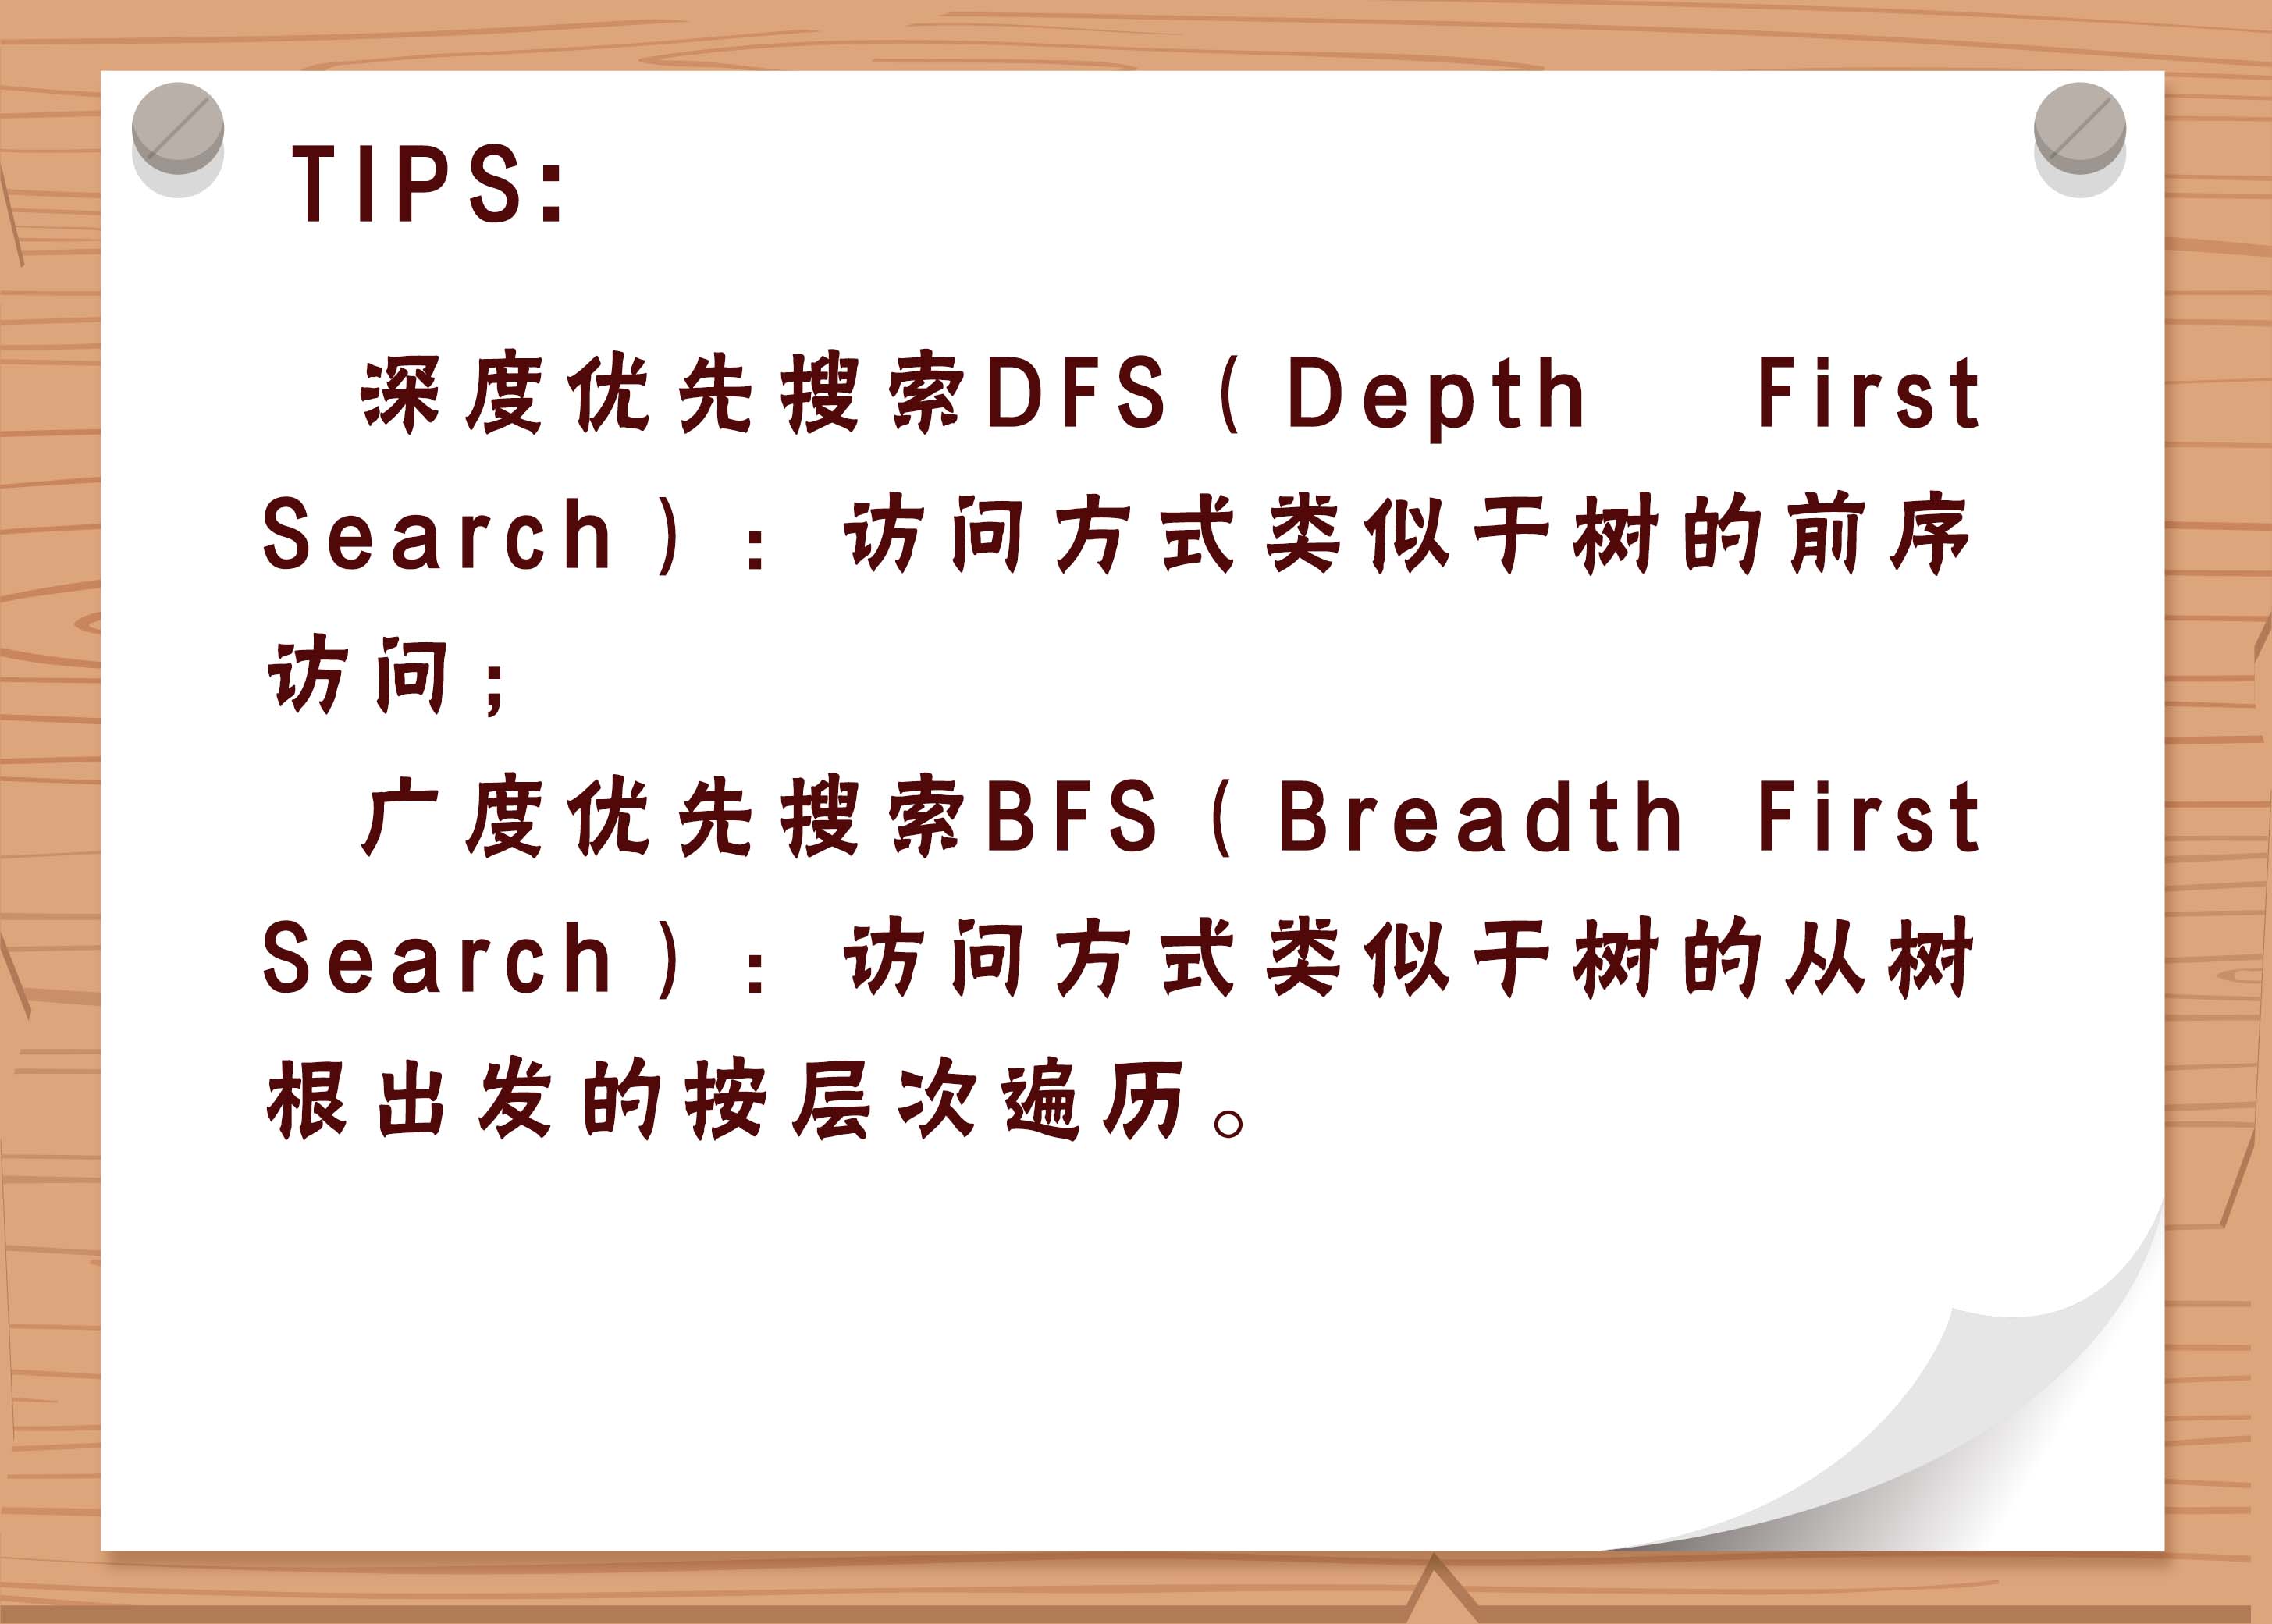 TIPS:
深度优先搜索DFS（Depth First
Search）：访问方式类似于树的前序
访问；
广度优先搜索BFS（Breadth First
Search）：访问方式类似于树的从树
根出发的按层次遍历。